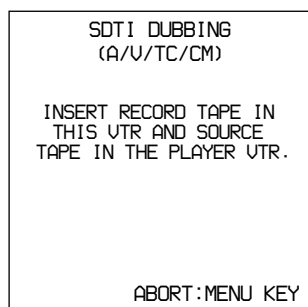 SDTI DUBBING
(A/V/TC/CM)
INSERT RECORD TAPE IN
THIS VTR AND SOURCE
TAPE IN THE PLAYER VTR.
ABORT:MENU KEY